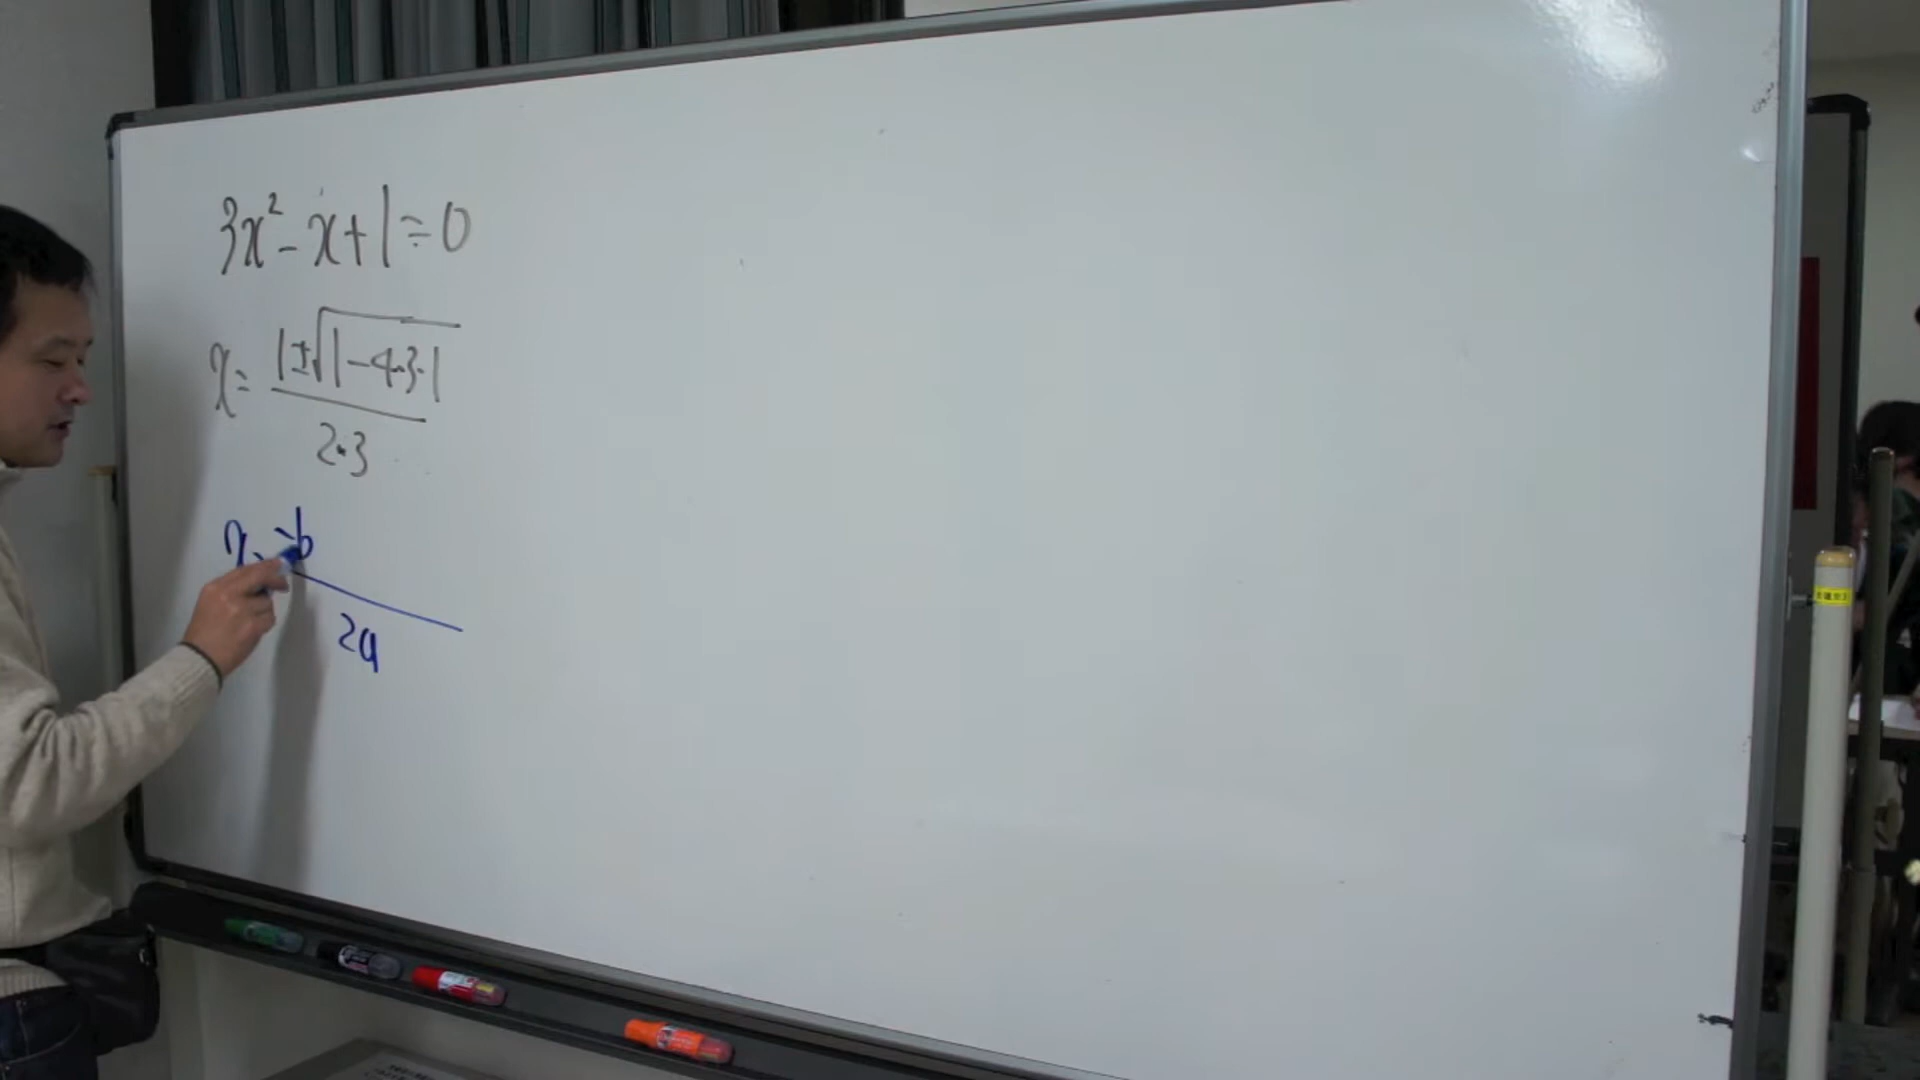 3x² - x + 1 = 0
x = (1 ± √(1 - 4·3·1)) / (2·3)
x = -b / 2a